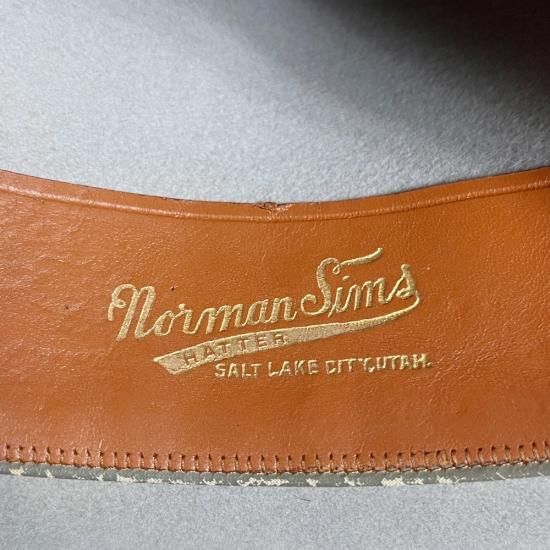 Norman Sims
HATTER
SALT LAKE CITY, UTAH.